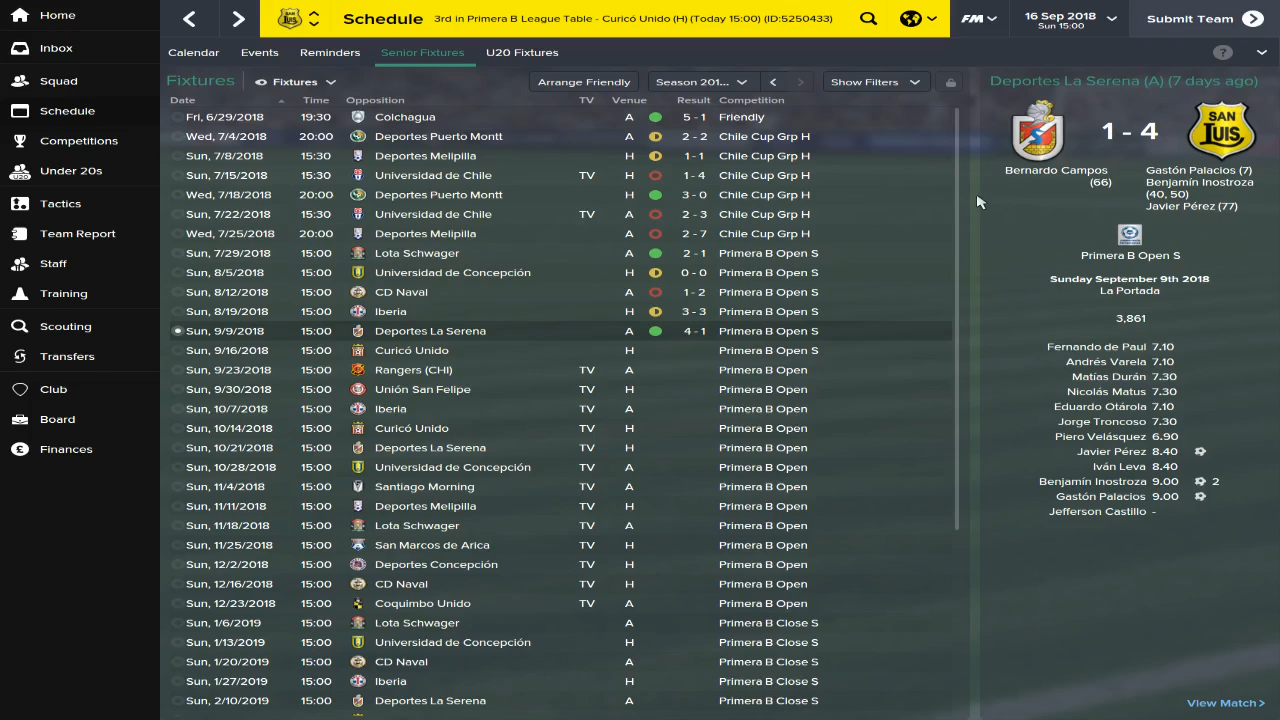 Home
Inbox
Squad
Schedule
Competitions
Under 20s
Tactics
Team Report
Staff
Training
Scouting
Transfers
Club
Board
Finances
SAN LUIS
Schedule 3rd in Primera B League Table - Curicó Unido (H) (Today 15:00) (ID:5250433)
FM
16 Sep 2018
Sun 15:00
Submit Team
Calendar Events Reminders Senior Fixtures U20 Fixtures ?
Fixtures Fixtures Arrange Friendly Season 201... Show Filters
Date Time Opposition TV Venue Result Competition
Fri, 6/29/2018 19:30 Colchagua A 5 - 1 Friendly
Wed, 7/4/2018 20:00 Deportes Puerto Montt A 2 - 2 Chile Cup Grp H
Sun, 7/8/2018 15:30 Deportes Melipilla H 1 - 1 Chile Cup Grp H
Sun, 7/15/2018 15:30 Universidad de Chile TV H 1 - 4 Chile Cup Grp H
Wed, 7/18/2018 20:00 Deportes Puerto Montt H 3 - 0 Chile Cup Grp H
Sun, 7/22/2018 15:30 Universidad de Chile TV A 2 - 3 Chile Cup Grp H
Wed, 7/25/2018 20:00 Deportes Melipilla A 2 - 7 Chile Cup Grp H
Sun, 7/29/2018 15:00 Lota Schwager A 2 - 1 Primera B Open S
Sun, 8/5/2018 15:00 Universidad de Concepción H 0 - 0 Primera B Open S
Sun, 8/12/2018 15:00 CD Naval A 1 - 2 Primera B Open S
Sun, 8/19/2018 15:00 Iberia H 3 - 3 Primera B Open S
Sun, 9/9/2018 15:00 Deportes La Serena A 4 - 1 Primera B Open S
Sun, 9/16/2018 15:00 Curicó Unido H Primera B Open S
Sun, 9/23/2018 15:00 Rangers (CHI) TV A Primera B Open
Sun, 9/30/2018 15:00 Unión San Felipe TV H Primera B Open
Sun, 10/7/2018 15:00 Iberia TV A Primera B Open
Sun, 10/14/2018 15:00 Curicó Unido TV H Primera B Open
Sun, 10/21/2018 15:00 Deportes La Serena TV H Primera B Open
Sun, 10/28/2018 15:00 Universidad de Concepción TV A Primera B Open
Sun, 11/4/2018 15:00 Santiago Morning TV A Primera B Open
Sun, 11/11/2018 15:00 Deportes Melipilla TV H Primera B Open
Sun, 11/18/2018 15:00 Lota Schwager TV A Primera B Open
Sun, 11/25/2018 15:00 San Marcos de Arica TV H Primera B Open
Sun, 12/2/2018 15:00 Deportes Concepción TV H Primera B Open
Sun, 12/16/2018 15:00 CD Naval TV H Primera B Open
Sun, 12/23/2018 15:00 Coquimbo Unido TV A Primera B Open
Sun, 1/6/2019 15:00 Lota Schwager A Primera B Close S
Sun, 1/13/2019 15:00 Universidad de Concepción H Primera B Close S
Sun, 1/20/2019 15:00 CD Naval A Primera B Close S
Sun, 1/27/2019 15:00 Iberia H Primera B Close S
Sun, 2/10/2019 15:00 Deportes La Serena A Primera B Close S
Deportes La Serena (A) (7 days ago)
1 - 4
SAN LUIS
Bernardo Campos (66)
Gastón Palacios (7)
Benjamín Inostroza (40, 50)
Javier Pérez (77)
Primera B Open S
Sunday September 9th 2018
La Portada
3,861
Fernando de Paul 7.10
Andrés Varela 7.10
Matías Durán 7.30
Nicolás Matus 7.30
Eduardo Otárola 7.10
Jorge Troncoso 7.30
Piero Velásquez 6.90
Javier Pérez 8.40
Iván Leva 8.40
Benjamín Inostroza 9.00 2
Gastón Palacios 9.00
Jefferson Castillo -
View Match >